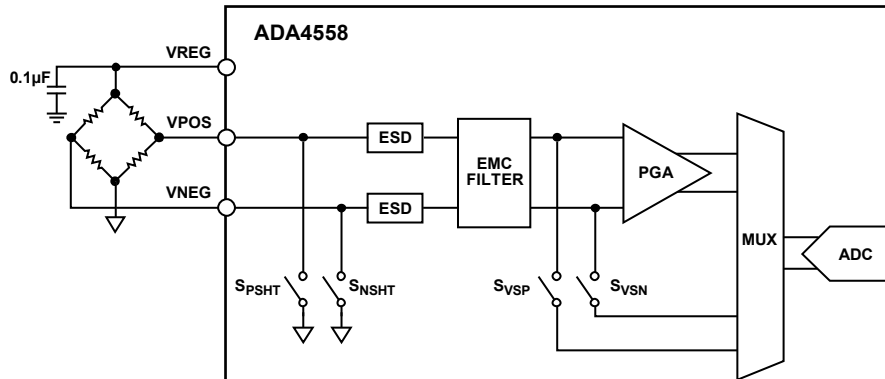 ADA4558
VREG
0.1µF
VPOS
ESD
EMC
FILTER
PGA
VNEG
ESD
MUX
ADC
SPSHT
SNSHT
SVSP
SVSN